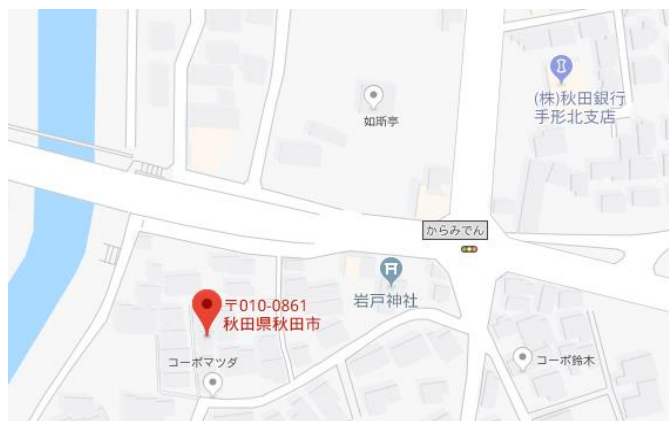 (株)秋田銀行
手形北支店
如斯亭
からみでん
岩戸神社
〒010-0861
秋田県秋田市
コーポマツダ
コーポ鈴木